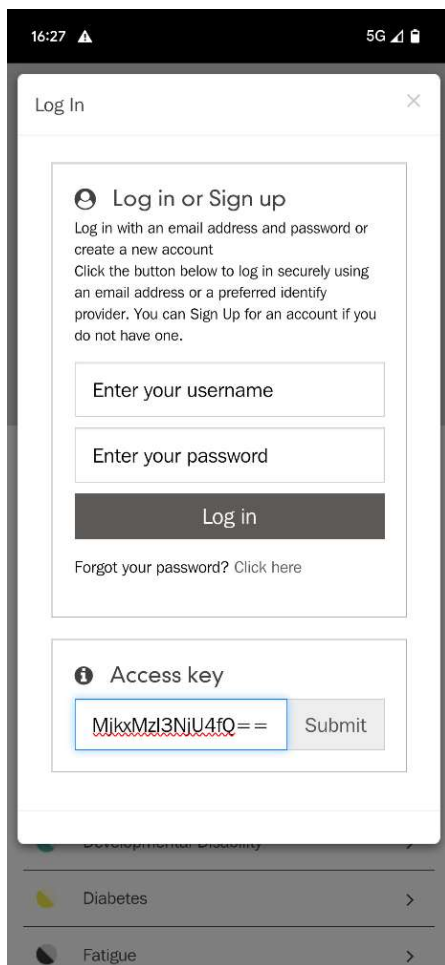 16:27
5G
Log In
×
Log in or Sign up
Log in with an email address and password or
create a new account
Click the button below to log in securely using
an email address or a preferred identify
provider. You can Sign Up for an account if you
do not have one.
Enter your username
Enter your password
Log in
Forgot your password? Click here
Access key
MjkxMzI3NjU4fQ== Submit
Developmental Disability
Diabetes
Fatigue